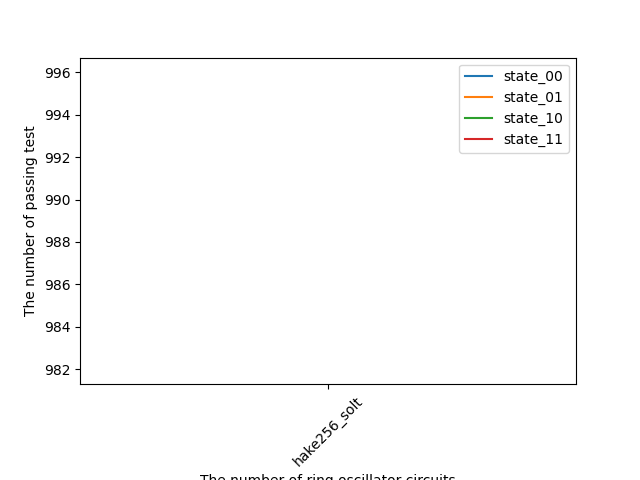 996
994
992
990
988
986
984
982
The number of passing test
state_00
state_01
state_10
state_11
hake256_solt
The number of ring oscillator circuits